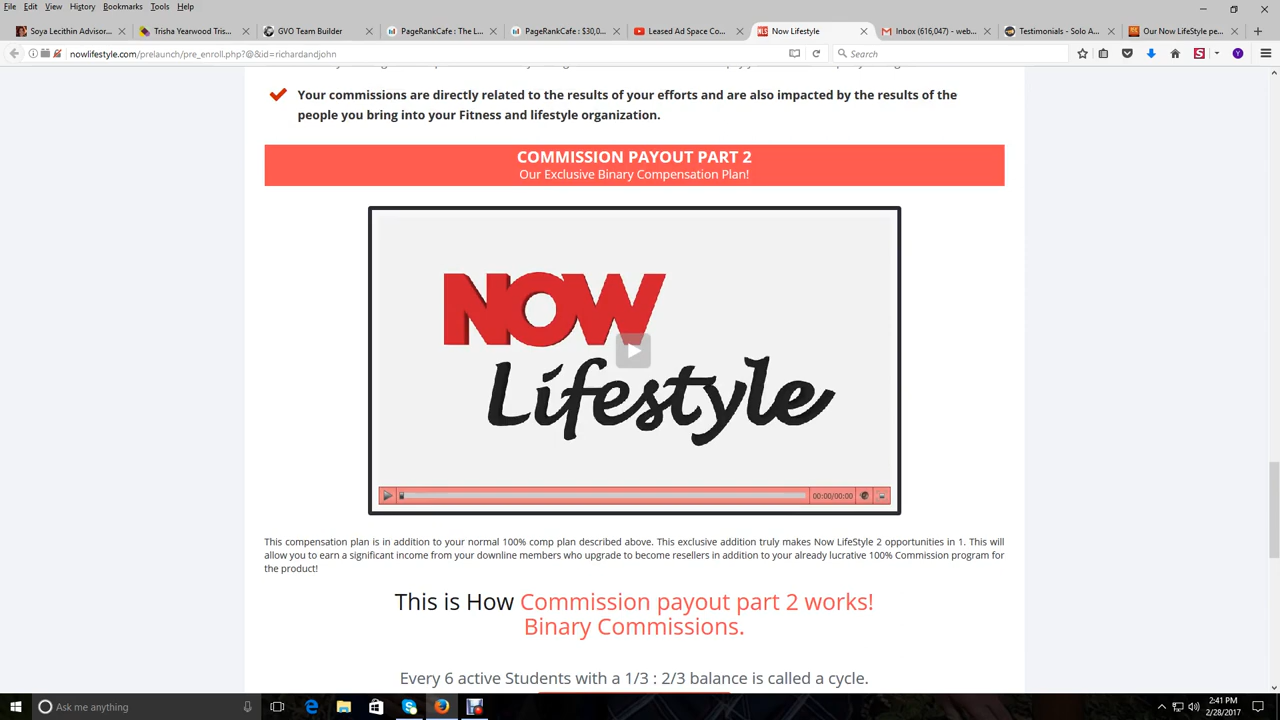 File Edit View History Bookmarks Tools Help
Soya Lecithin Advisor...
Trisha Yearwood Tris...
GVO Team Builder
PageRankCafe : The L...
PageRankCafe : $30,0...
Leased Ad Space Co...
Now Lifestyle
Inbox (616,047) - web...
Testimonials - Solo A...
Our Now LifeStyle pe...
nowlifestyle.com/prelaunch/pre_enroll.php?@&id=richardandjohn
Search
Your commissions are directly related to the results of your efforts and are also impacted by the results of the
people you bring into your Fitness and lifestyle organization.
COMMISSION PAYOUT PART 2
Our Exclusive Binary Compensation Plan!
NOW
Lifestyle
00:00/00:00
This compensation plan is in addition to your normal 100% comp plan described above. This exclusive addition truly makes Now LifeStyle 2 opportunities in 1. This will
allow you to earn a significant income from your downline members who upgrade to become resellers in addition to your already lucrative 100% Commission program for
the product!
This is How Commission payout part 2 works!
Binary Commissions.
Every 6 active Students with a 1/3 : 2/3 balance is called a cycle.
Ask me anything
2:41 PM
2/28/2017